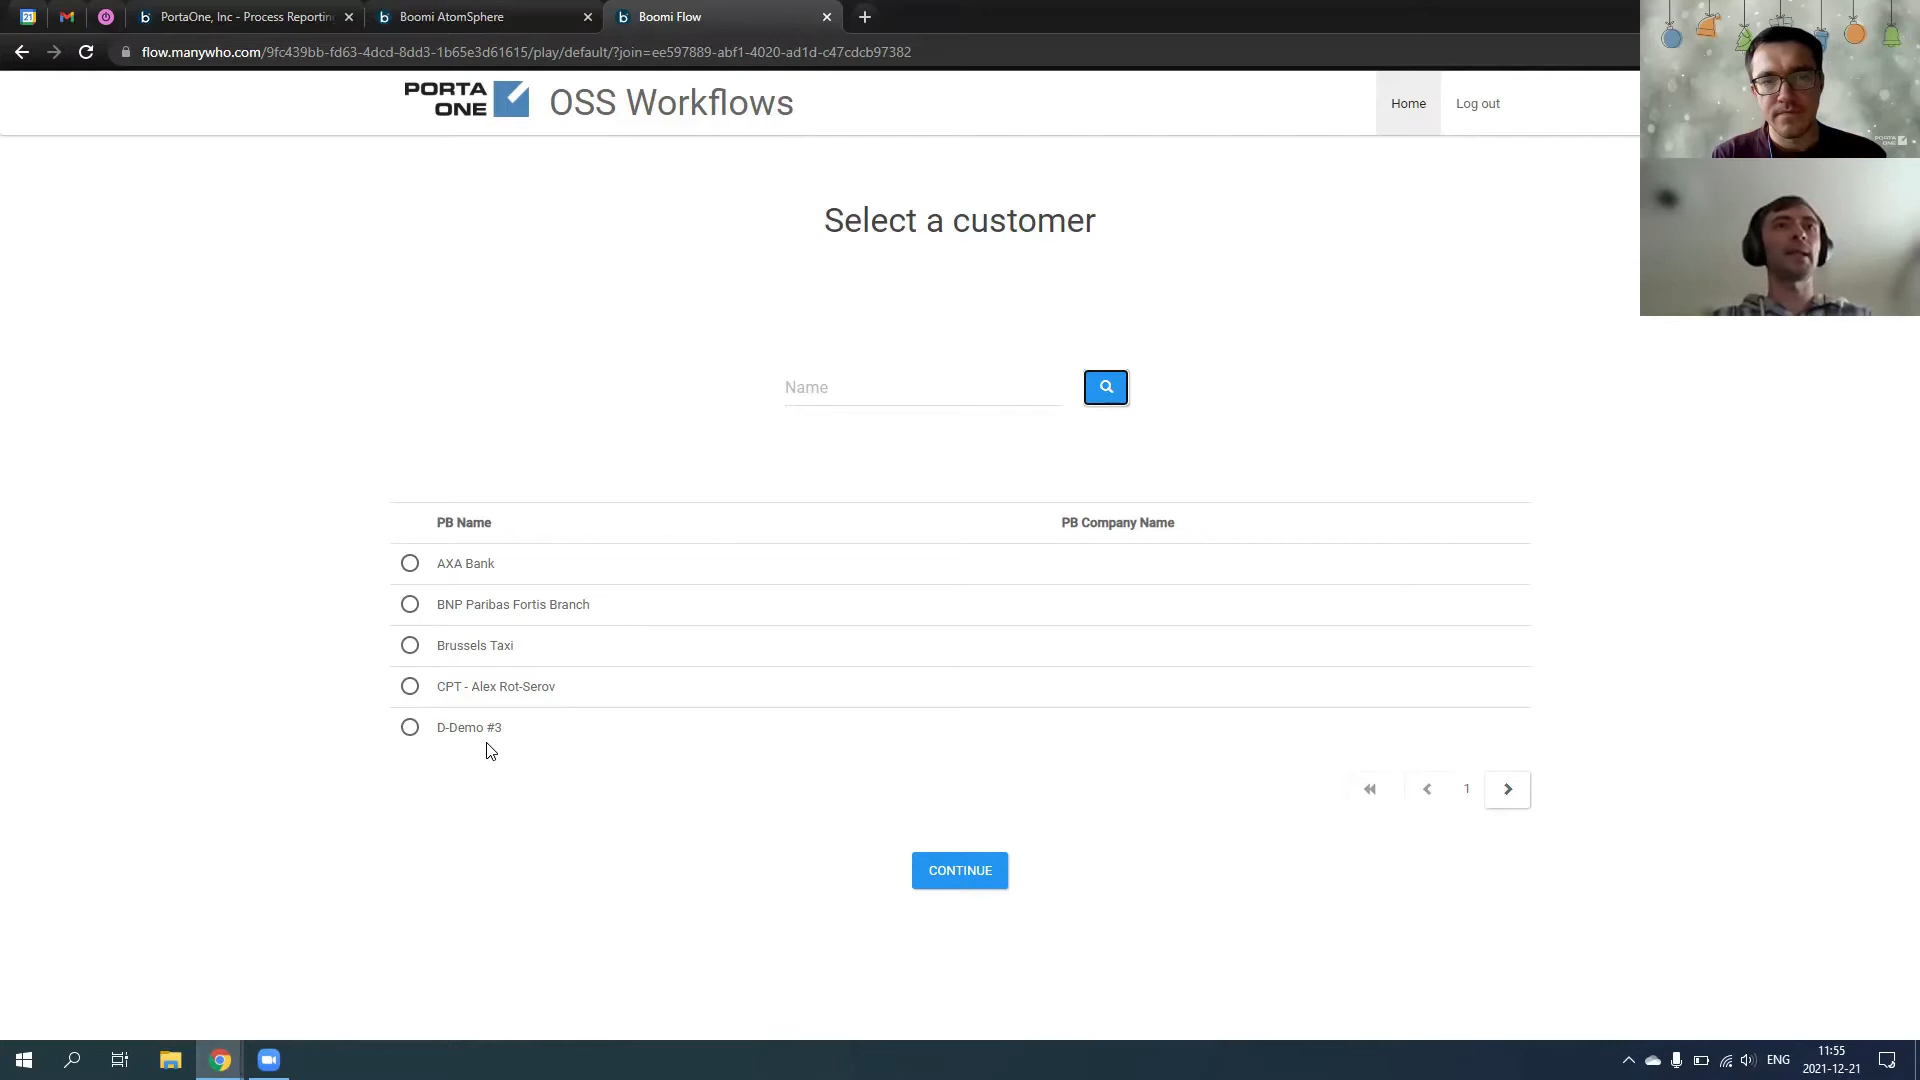 21
PortaOne, Inc - Process Reportin
Boomi AtomSphere
Boomi Flow
flow.manywho.com/9fc439bb-fd63-4dcd-8dd3-1b65e3d61615/play/default/?join=ee597889-abf1-4020-ad1d-c47cdcb97382
PORTA ONE
OSS Workflows
Home
Log out
Select a customer
Name
PB Name
PB Company Name
AXA Bank
BNP Paribas Fortis Branch
Brussels Taxi
CPT - Alex Rot-Serov
D-Demo #3
1
CONTINUE
PORTA ONE
ENG
11:55
2021-12-21